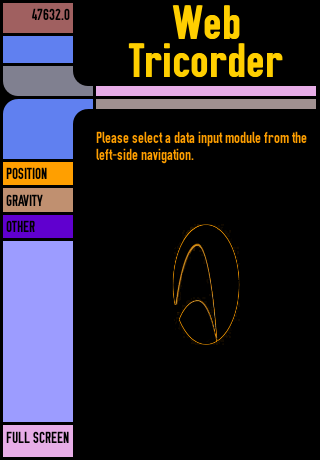 47632.0
Web
Tricorder
Please select a data input module from the
left-side navigation.
POSITION
GRAVITY
OTHER
FULL SCREEN